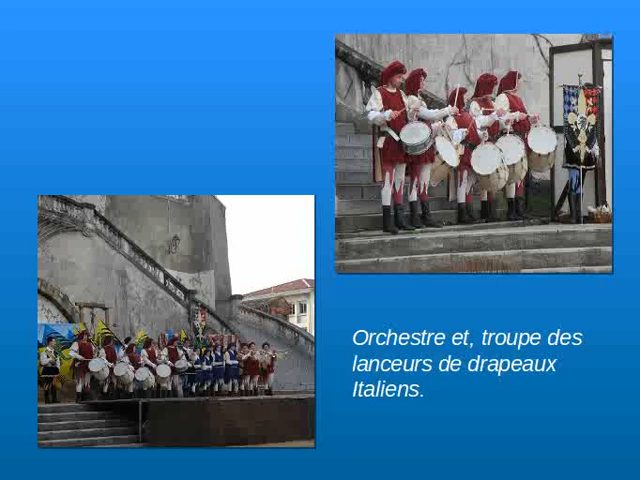 Orchestre et, troupe des
lanceurs de drapeaux
Italiens.